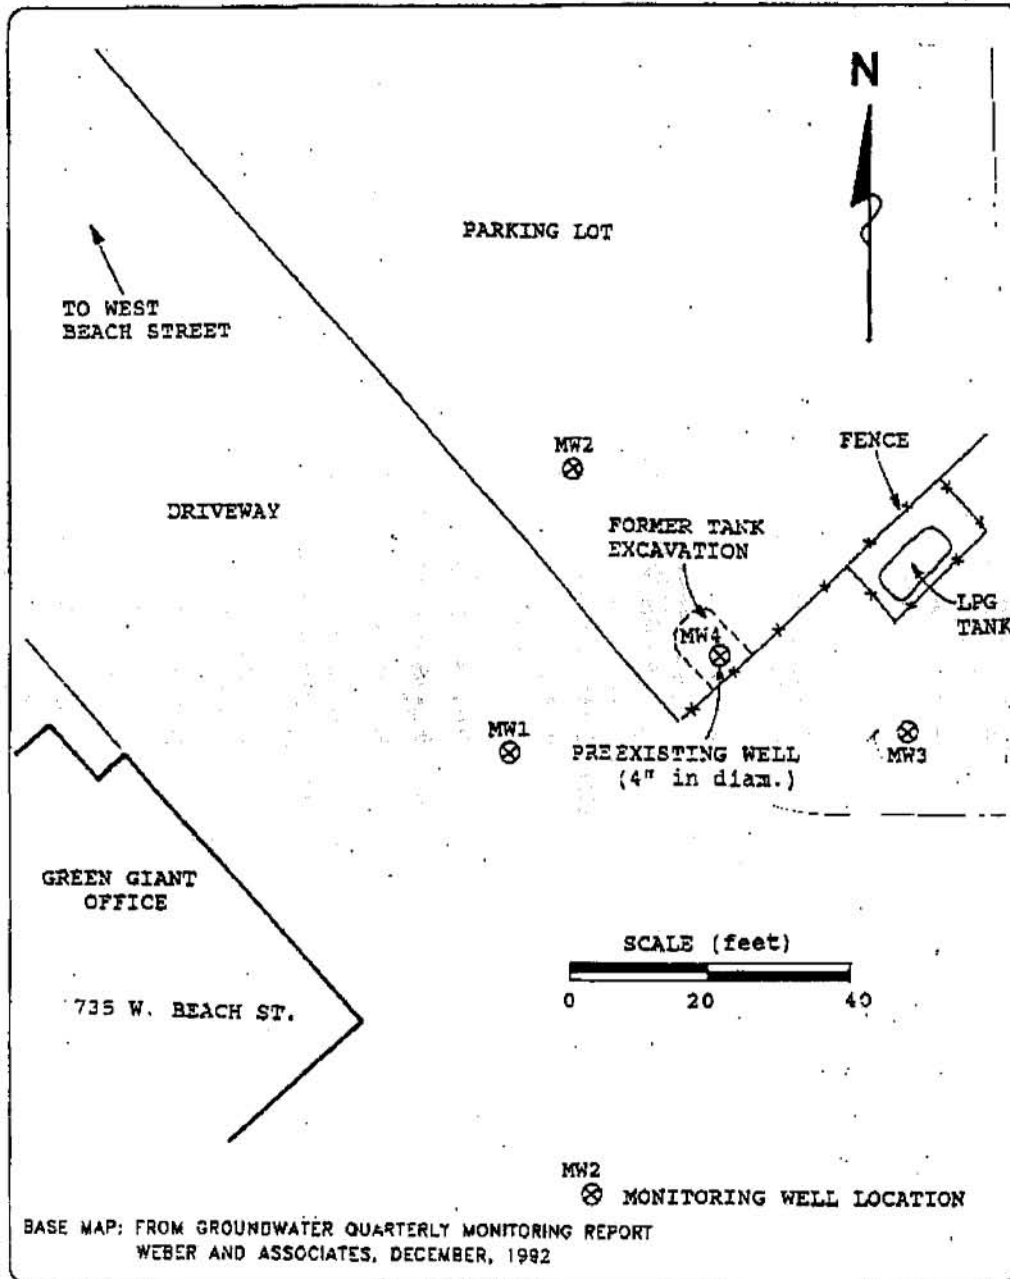 N
PARKING LOT
TO WEST
BEACH STREET
MW2
FENCE
DRIVEWAY
FORMER TANK
EXCAVATION
LPG
TANK
MW4
MW1
PREEXISTING WELL
(4" in diam.)
MW3
GREEN GIANT
OFFICE
SCALE (feet)
0 20 40
735 W. BEACH ST.
MW2
MONITORING WELL LOCATION
BASE MAP: FROM GROUNDWATER QUARTERLY MONITORING REPORT
WEBER AND ASSOCIATES, DECEMBER, 1992